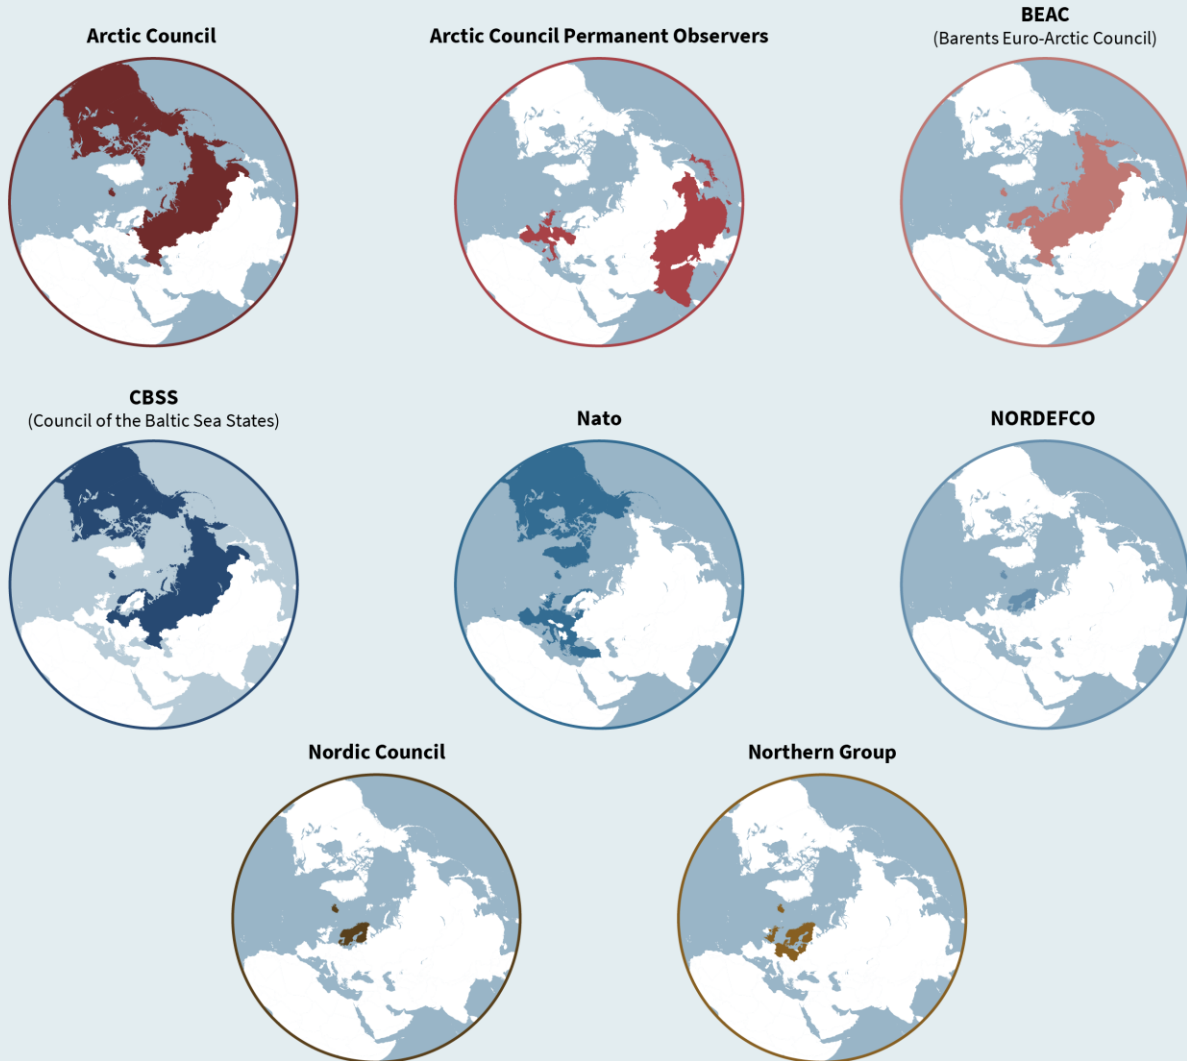 Arctic Council
Arctic Council Permanent Observers
BEAC
(Barents Euro-Arctic Council)
CBSS
(Council of the Baltic Sea States)
Nato
NORDEFCO
Nordic Council
Northern Group